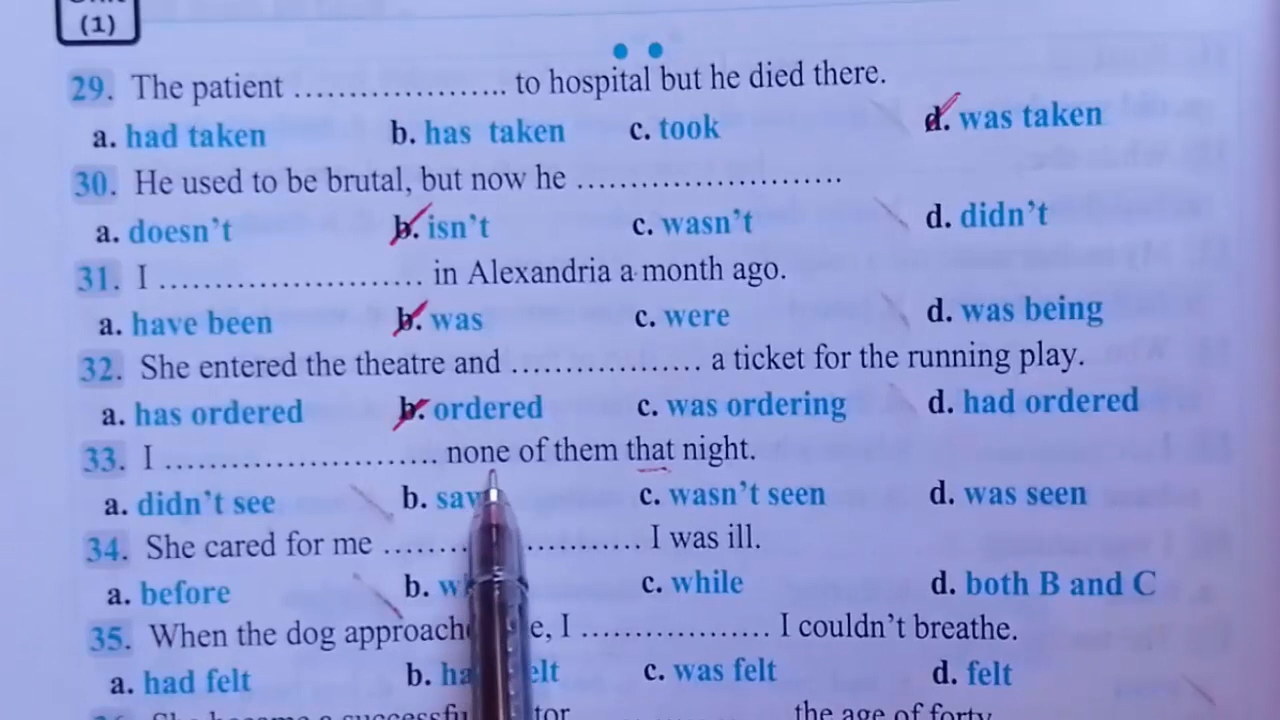 (1)
29. The patient ................... to hospital but he died there.
a. had taken b. has taken c. took d. was taken
30. He used to be brutal, but now he ........................
a. doesn't b. isn't c. wasn't d. didn't
31. I ........................ in Alexandria a month ago.
a. have been b. was c. were d. was being
32. She entered the theatre and ................. a ticket for the running play.
a. has ordered b. ordered c. was ordering d. had ordered
33. I ......................... none of them that night.
a. didn't see b. c. wasn't seen d. was seen
34. She cared for me ........ ........... I was ill.
a. before b. c. while d. both B and C
35. When the dog , I ................. I couldn't breathe.
a. had felt b. c. was felt d. felt
the age of forty